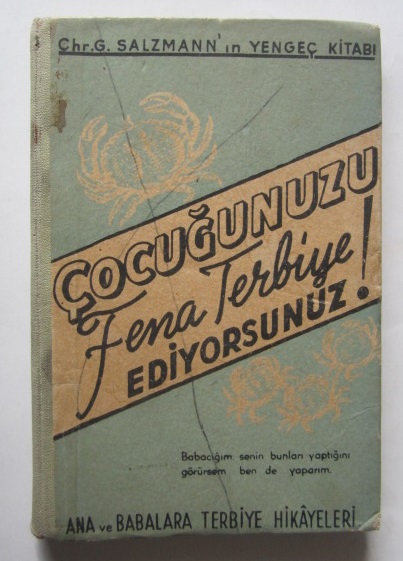 Chr.G. SALZMANN'ın YENGEÇ KİTABI
ÇOCUĞUNUZU
Fena Terbiye
EDİYORSUNUZ!
Babacığım senin bunları yaptığını
görürsem ben de yaparım.
ANA ve BABALARA TERBİYE HİKÂYELERİ